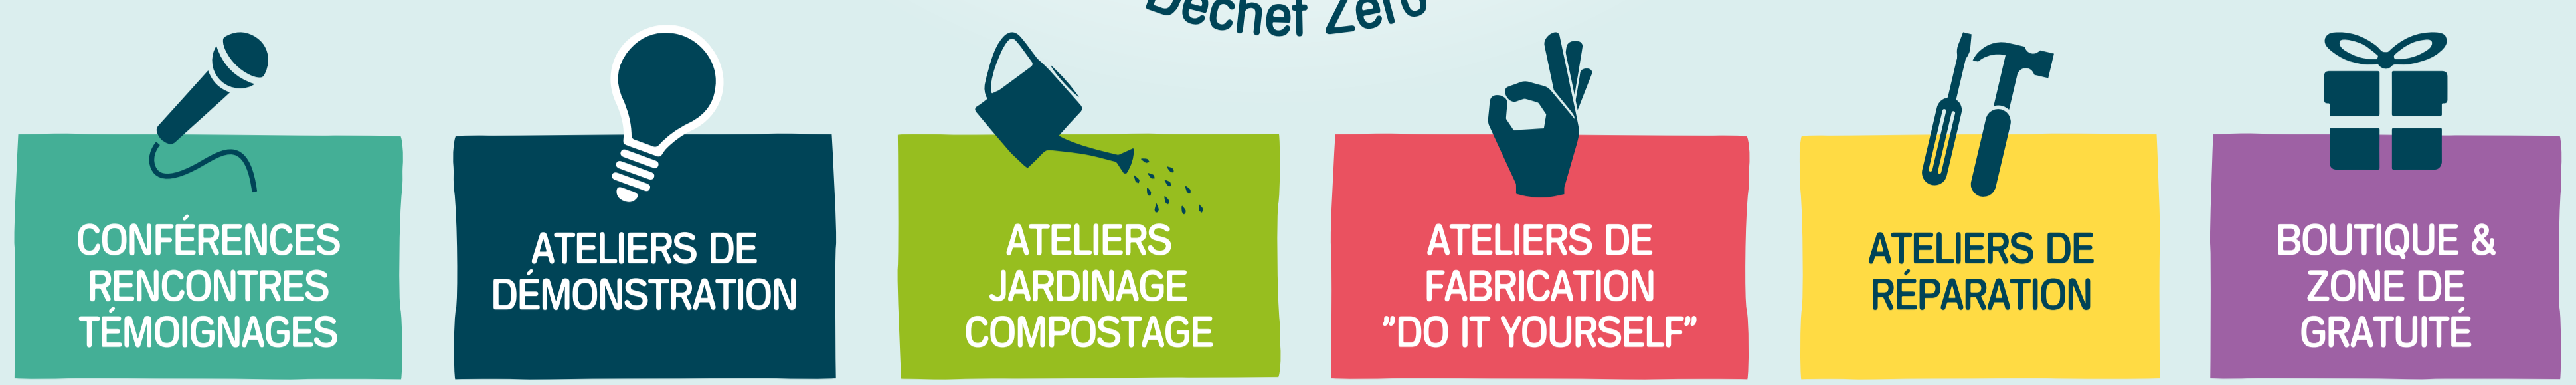 Déchet Zéro
CONFÉRENCES
RENCONTRES
TÉMOIGNAGES
ATELIERS DE
DÉMONSTRATION
ATELIERS
JARDINAGE
COMPOSTAGE
ATELIERS DE
FABRICATION
"DO IT YOURSELF"
ATELIERS DE
RÉPARATION
BOUTIQUE &
ZONE DE
GRATUITÉ